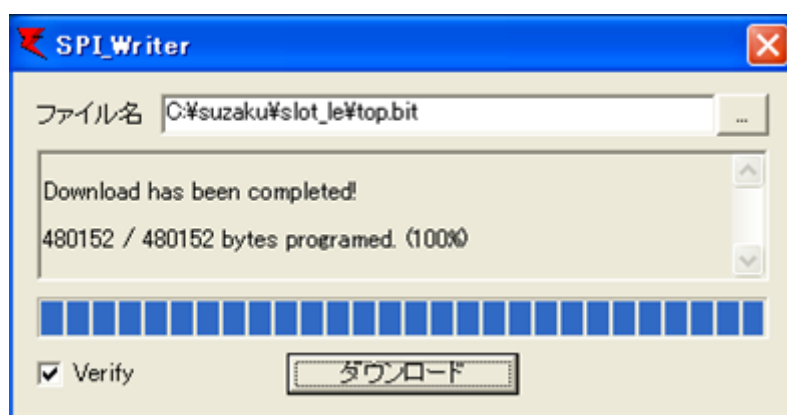 SPI_Writer
ファイル名 C:¥suzaku¥slot_le¥top.bit ...
Download has been completed!
480152 / 480152 bytes programed. (100%)
Verify ダウンロード